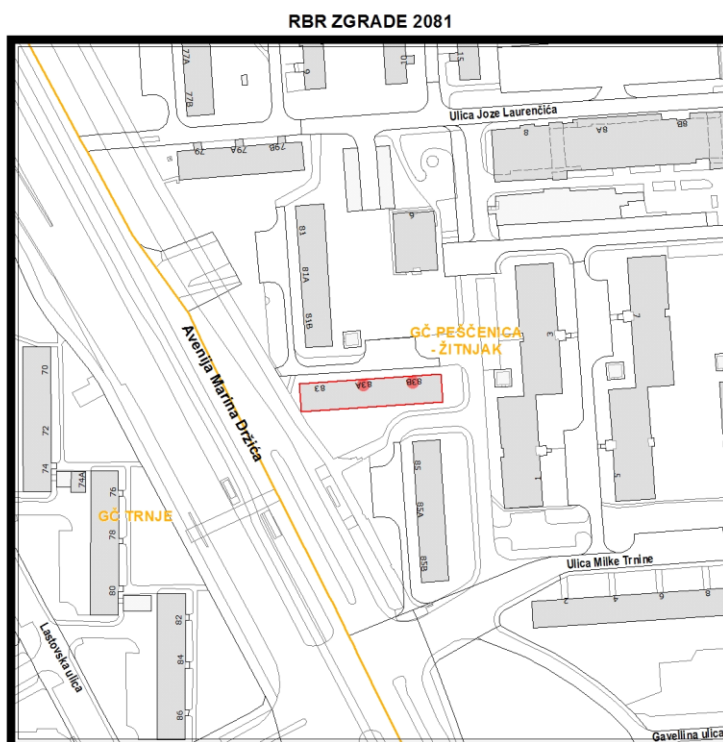 RBR ZGRADE 2081
77A
77B
9
10
15
Ulica Joze Laurenčića
8
8A
8B
79
79A
79B
81
81A
81B
9
GČ PEŠČENICA
- ŽITNJAK
3
7
Avenija Marina Držića
83
83A
83B
70
72
74
74A
76
78
80
GČ TRNJE
85
85A
85B
1
5
Ulica Milke Trnine
2
4
6
8
82
84
86
Lastovska ulica
Gavellina ulica